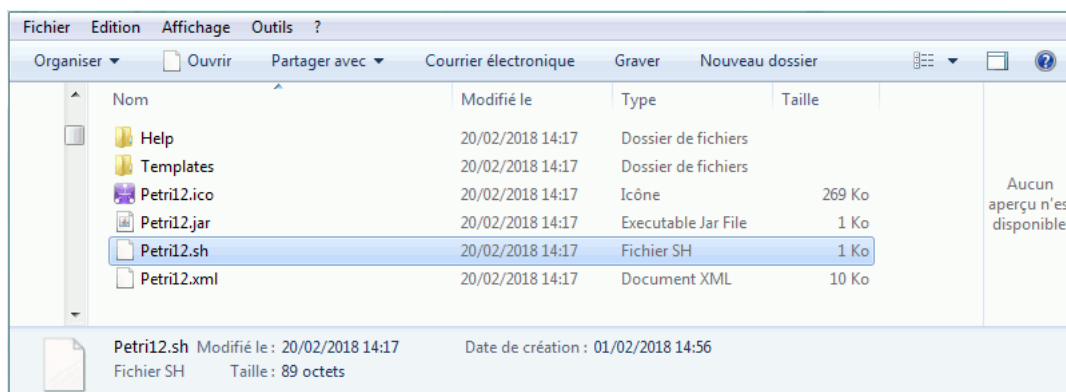 Fichier Edition Affichage Outils ?
Organiser Ouvrir Partager avec Courrier électronique Graver Nouveau dossier
Nom Modifié le Type Taille
Help 20/02/2018 14:17 Dossier de fichiers
Templates 20/02/2018 14:17 Dossier de fichiers
Petri12.ico 20/02/2018 14:17 Icône 269 Ko
Petri12.jar 20/02/2018 14:17 Executable Jar File 1 Ko
Petri12.sh 20/02/2018 14:17 Fichier SH 1 Ko
Petri12.xml 20/02/2018 14:17 Document XML 10 Ko
Aucun
aperçu n'es
disponible
Petri12.sh Modifié le : 20/02/2018 14:17 Date de création : 01/02/2018 14:56
Fichier SH Taille : 89 octets